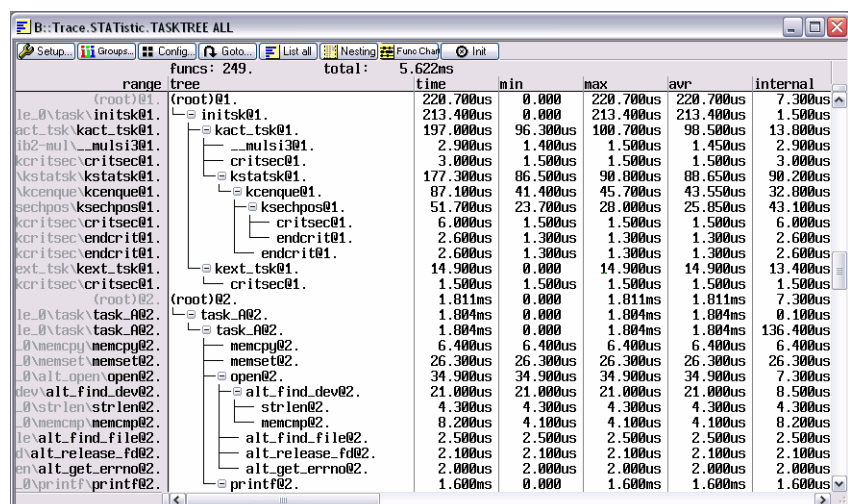 B::Trace.STATistic.TASKTREE ALL
Setup... Groups... Config... Goto... List all Nesting Func Chart Init
funcs: 249. total: 5.622ms
range tree time min max avr internal
(root)@1. (root)@1. 220.700us 0.000 220.700us 220.700us 7.300us
le_0\task\initsk@1. initsk@1. 213.400us 0.000 213.400us 213.400us 1.500us
act_tsk\kact_tsk@1. kact_tsk@1. 197.000us 96.300us 100.700us 98.500us 13.800us
ib2-mul\__mulsi3@1. __mulsi3@1. 2.900us 1.400us 1.500us 1.450us 2.900us
kcritsec\critsec@1. critsec@1. 3.000us 1.500us 1.500us 1.500us 3.000us
\kstatsk\kstatsk@1. kstatsk@1. 177.300us 86.500us 90.800us 88.650us 90.200us
\kcenque\kcenque@1. kcenque@1. 87.100us 41.400us 45.700us 43.550us 32.800us
sechpos\ksechpos@1. ksechpos@1. 51.700us 23.700us 28.000us 25.850us 43.100us
kcritsec\critsec@1. critsec@1. 6.000us 1.500us 1.500us 1.500us 6.000us
kcritsec\endcrit@1. endcrit@1. 2.600us 1.300us 1.300us 1.300us 2.600us
kcritsec\endcrit@1. endcrit@1. 2.600us 1.300us 1.300us 1.300us 2.600us
ext_tsk\kext_tsk@1. kext_tsk@1. 14.900us 0.000 14.900us 14.900us 13.400us
kcritsec\critsec@1. critsec@1. 1.500us 1.500us 1.500us 1.500us 1.500us
(root)@2. (root)@2. 1.811ms 0.000 1.811ms 1.811ms 7.300us
le_0\task\task_A@2. task_A@2. 1.804ms 0.000 1.804ms 1.804ms 0.100us
le_0\task\task_A@2. task_A@2. 1.804ms 0.000 1.804ms 1.804ms 136.400us
_0\memcpy\memcpy@2. memcpy@2. 6.400us 6.400us 6.400us 6.400us 6.400us
_0\memset\memset@2. memset@2. 26.300us 26.300us 26.300us 26.300us 26.300us
_0\alt_open\open@2. open@2. 34.900us 34.900us 34.900us 34.900us 7.300us
dev\alt_find_dev@2. alt_find_dev@2. 21.000us 21.000us 21.000us 21.000us 8.500us
_0\strlen\strlen@2. strlen@2. 4.300us 4.300us 4.300us 4.300us 4.300us
_0\memcmp\memcmp@2. memcmp@2. 8.200us 4.100us 4.100us 4.100us 8.200us
le\alt_find_file@2. alt_find_file@2. 2.500us 2.500us 2.500us 2.500us 2.500us
d\alt_release_fd@2. alt_release_fd@2. 2.100us 2.100us 2.100us 2.100us 2.100us
en\alt_get_errno@2. alt_get_errno@2. 2.000us 2.000us 2.000us 2.000us 2.000us
_0\printf\printf@2. printf@2. 1.600ms 0.000 1.600ms 1.600ms 1.600us